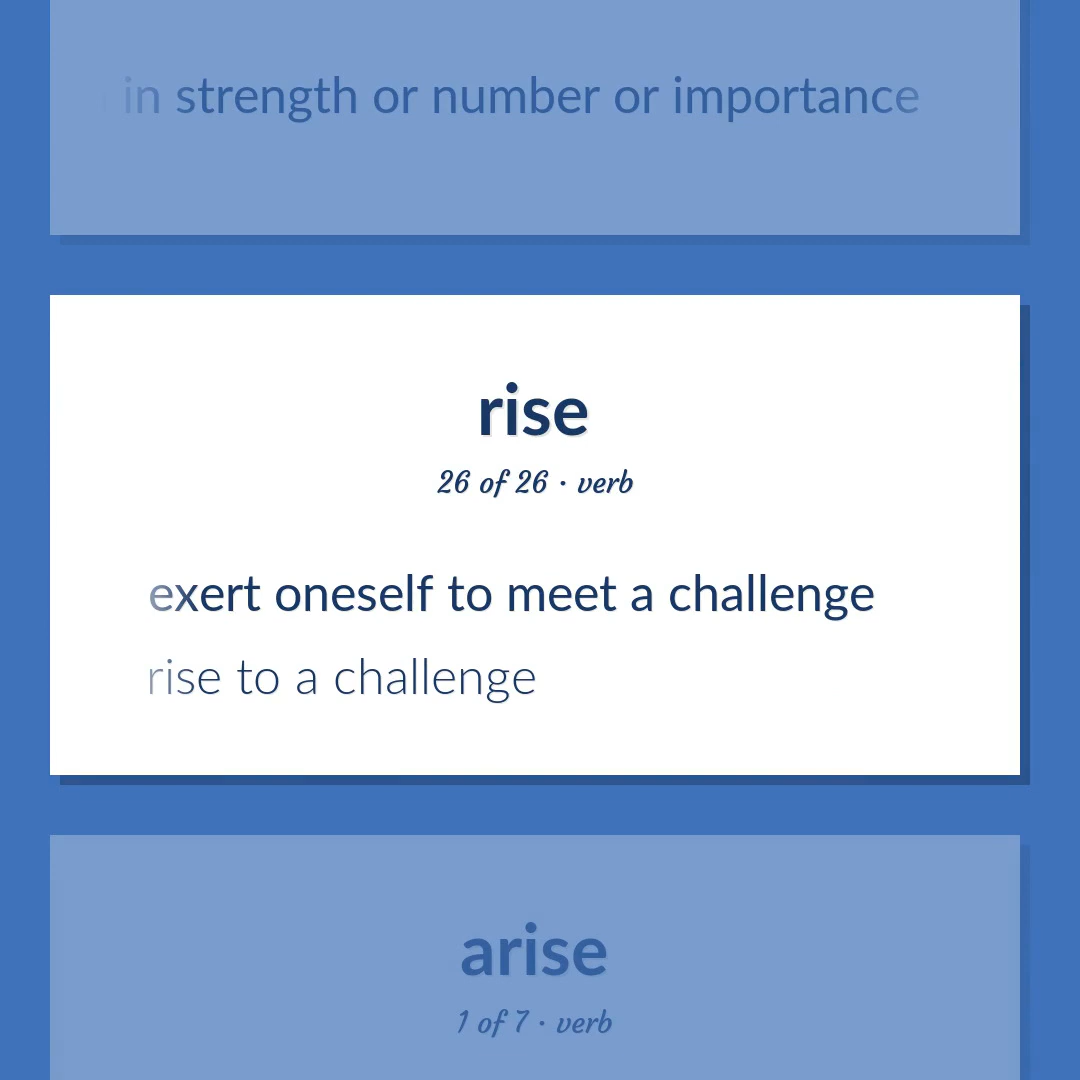 in strength or number or importance
rise
26 of 26 · verb
exert oneself to meet a challenge
rise to a challenge
arise
1 of 7 · verb